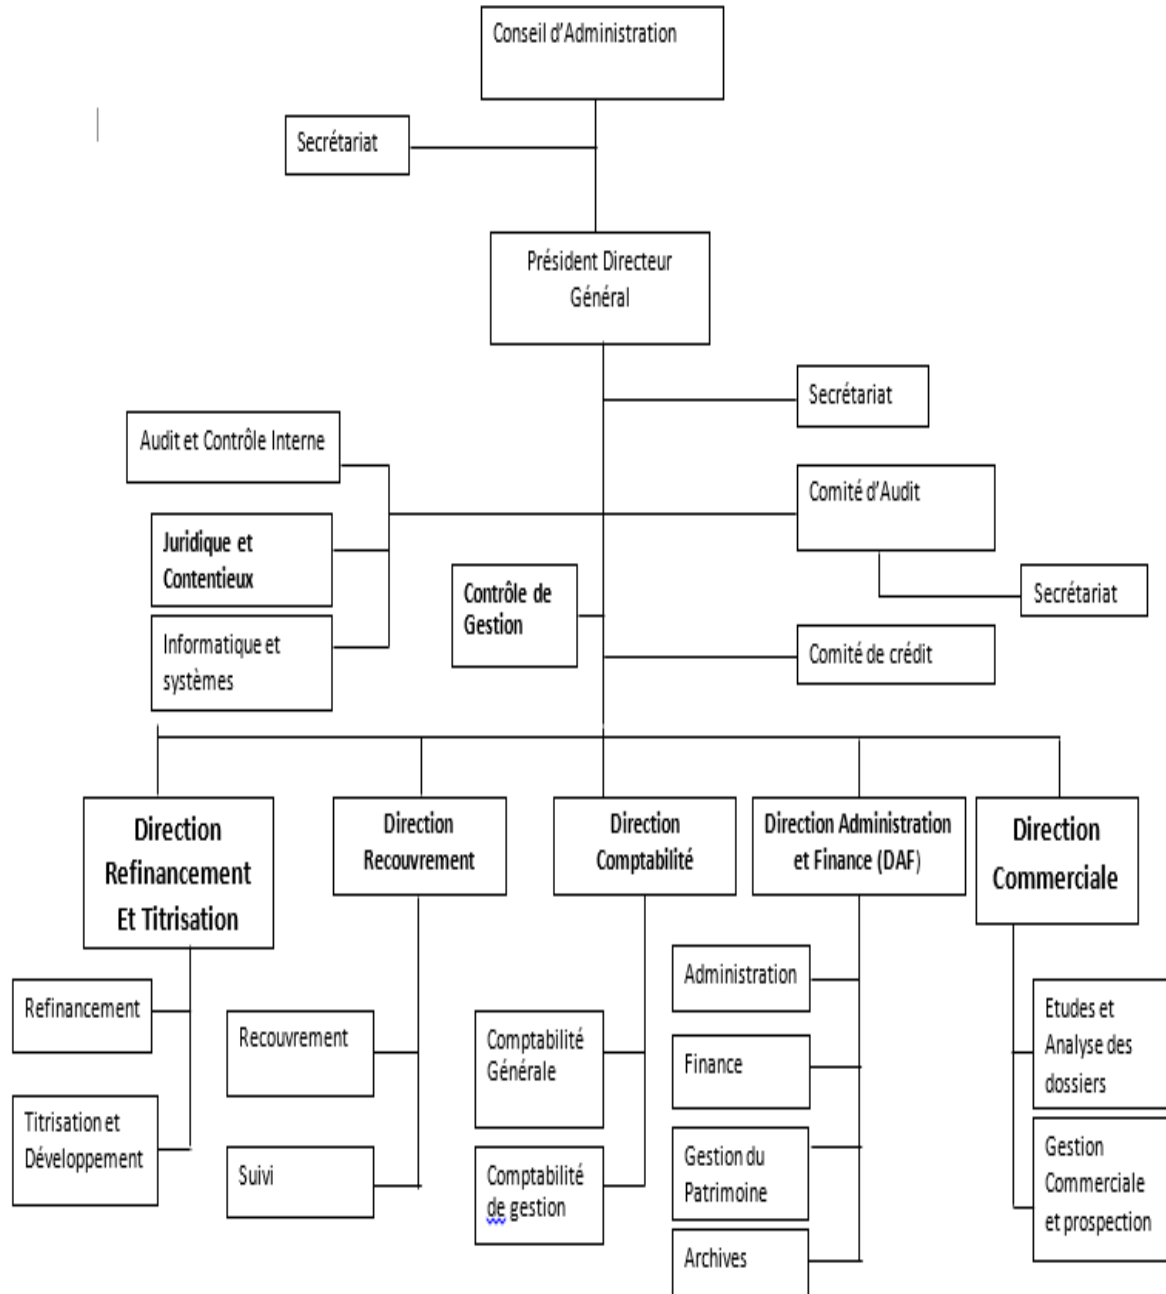 Conseil d'Administration
Secrétariat
Président Directeur
Général
Secrétariat
Audit et Contrôle Interne
Comité d'Audit
Juridique et
Contentieux
Contrôle de
Gestion
Secrétariat
Informatique et
systèmes
Comité de crédit
Direction
Refinancement
Et Titrisation
Direction
Recouvrement
Direction
Comptabilité
Direction Administration
et Finance (DAF)
Direction
Commerciale
Refinancement
Titrisation et
Développement
Recouvrement
Suivi
Comptabilité
Générale
Comptabilité
de gestion
Administration
Finance
Gestion du
Patrimoine
Archives
Etudes et
Analyse des
dossiers
Gestion
Commerciale
et prospection